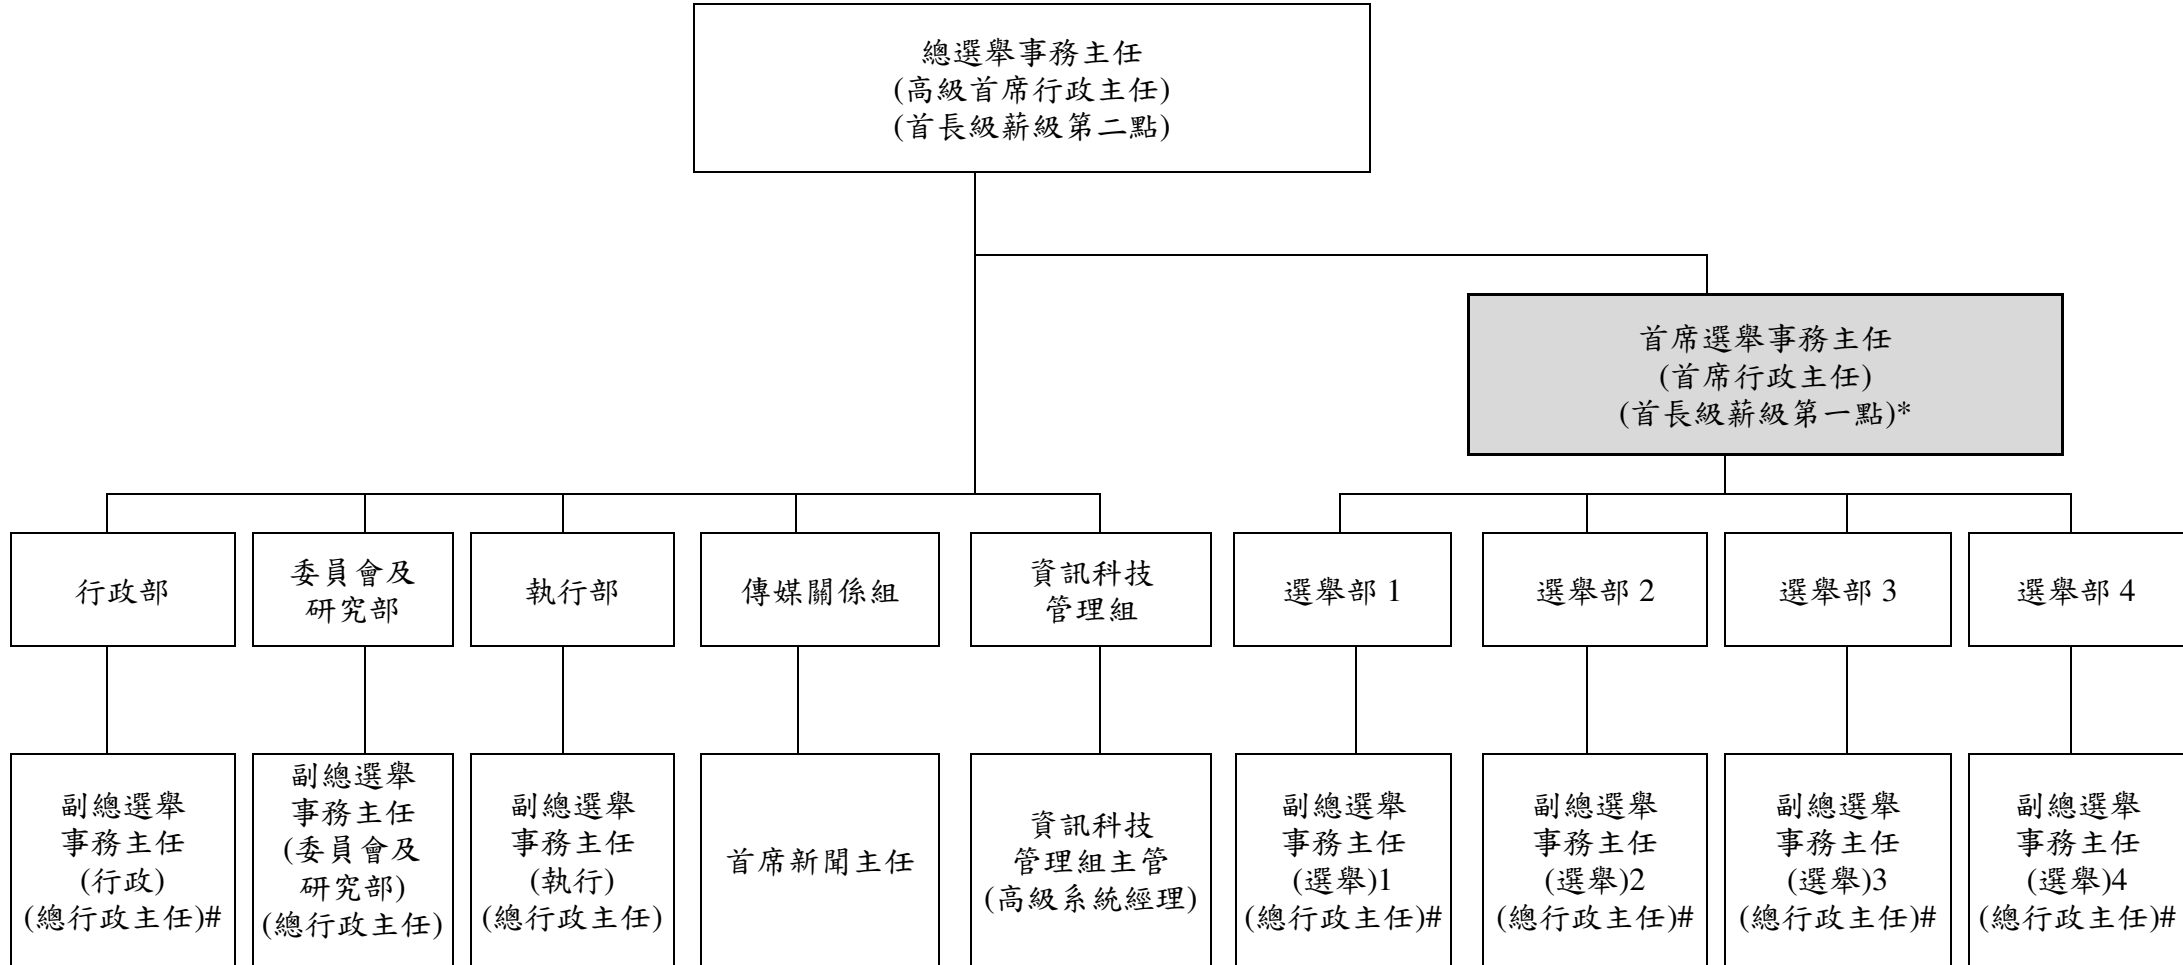 總選舉事務主任
(高級首席行政主任)
(首長級薪級第二點)
首席選舉事務主任
(首席行政主任)
(首長級薪級第一點)*
行政部
委員會及
研究部
執行部
傳媒關係組
資訊科技
管理組
選舉部 1
選舉部 2
選舉部 3
選舉部 4
副總選舉
事務主任
(行政)
(總行政主任)#
副總選舉
事務主任
(委員會及
研究部)
(總行政主任)
副總選舉
事務主任
(執行)
(總行政主任)
首席新聞主任
資訊科技
管理組主管
(高級系統經理)
副總選舉
事務主任
(選舉)1
(總行政主任)#
副總選舉
事務主任
(選舉)2
(總行政主任)#
副總選舉
事務主任
(選舉)3
(總行政主任)#
副總選舉
事務主任
(選舉)4
(總行政主任)#